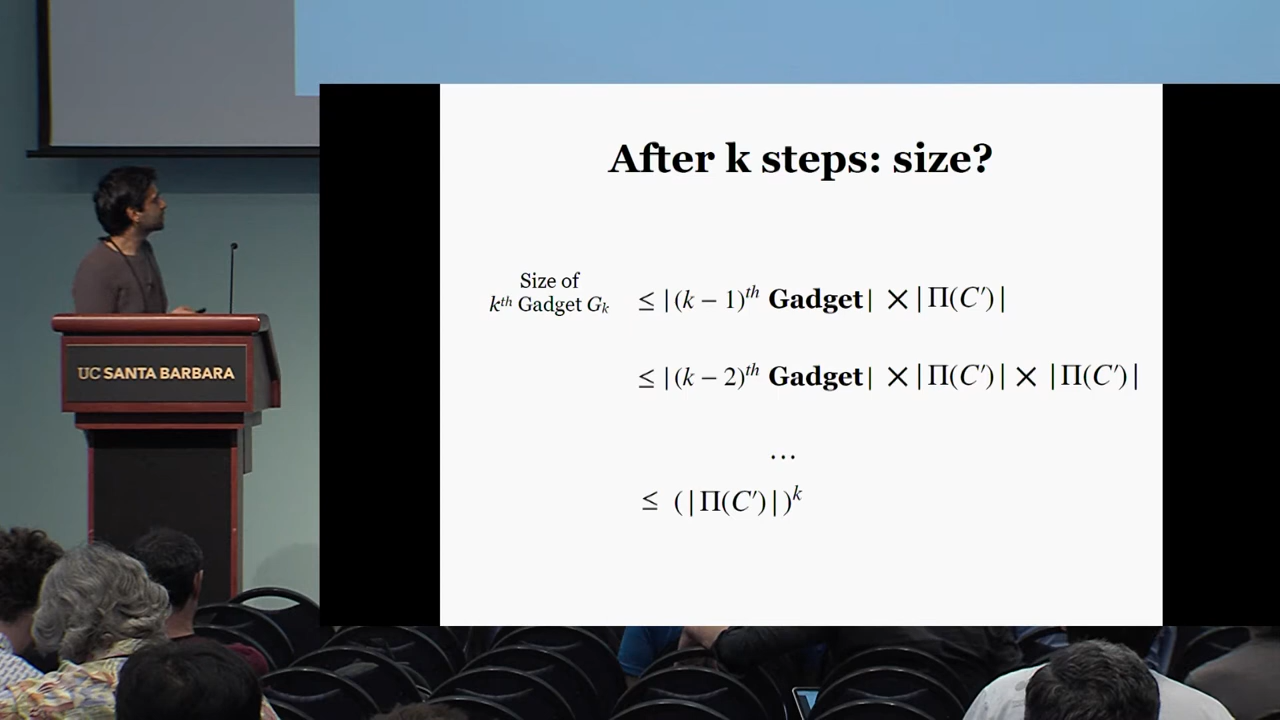 After k steps: size?
Size of
kᵗʰ Gadget Gₖ
≤ |(k − 1)ᵗʰ Gadget| × |Π(C′)|
≤ |(k − 2)ᵗʰ Gadget| × |Π(C′)| × |Π(C′)|
…
≤ (|Π(C′)|)ᵏ
UC SANTA BARBARA